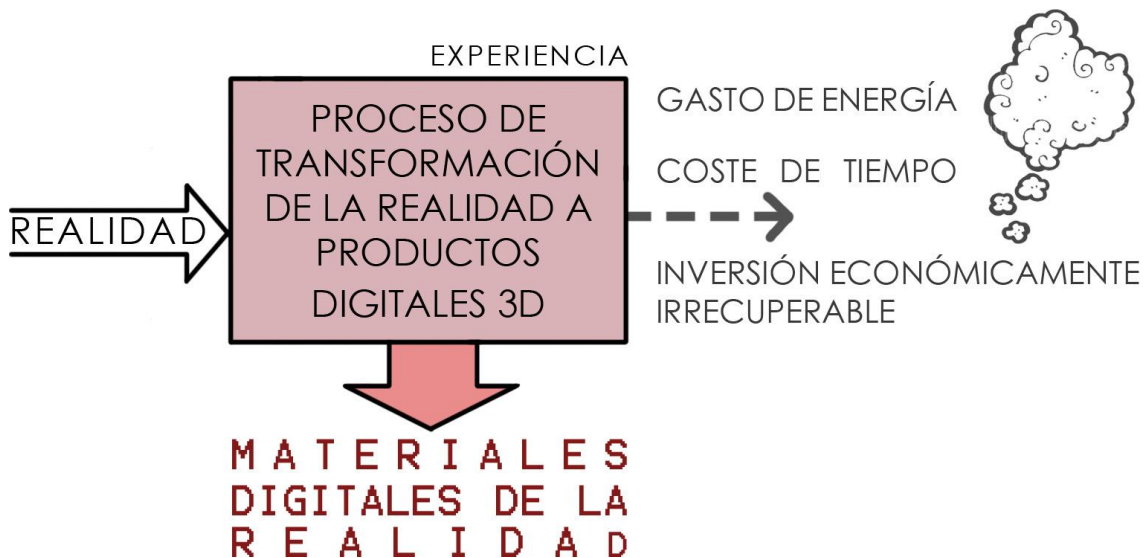 EXPERIENCIA
REALIDAD
PROCESO DE
TRANSFORMACIÓN
DE LA REALIDAD A
PRODUCTOS
DIGITALES 3D
GASTO DE ENERGÍA
COSTE DE TIEMPO
INVERSIÓN ECONÓMICAMENTE
IRRECUPERABLE
MATERIALES
DIGITALES DE LA
REALIDAD